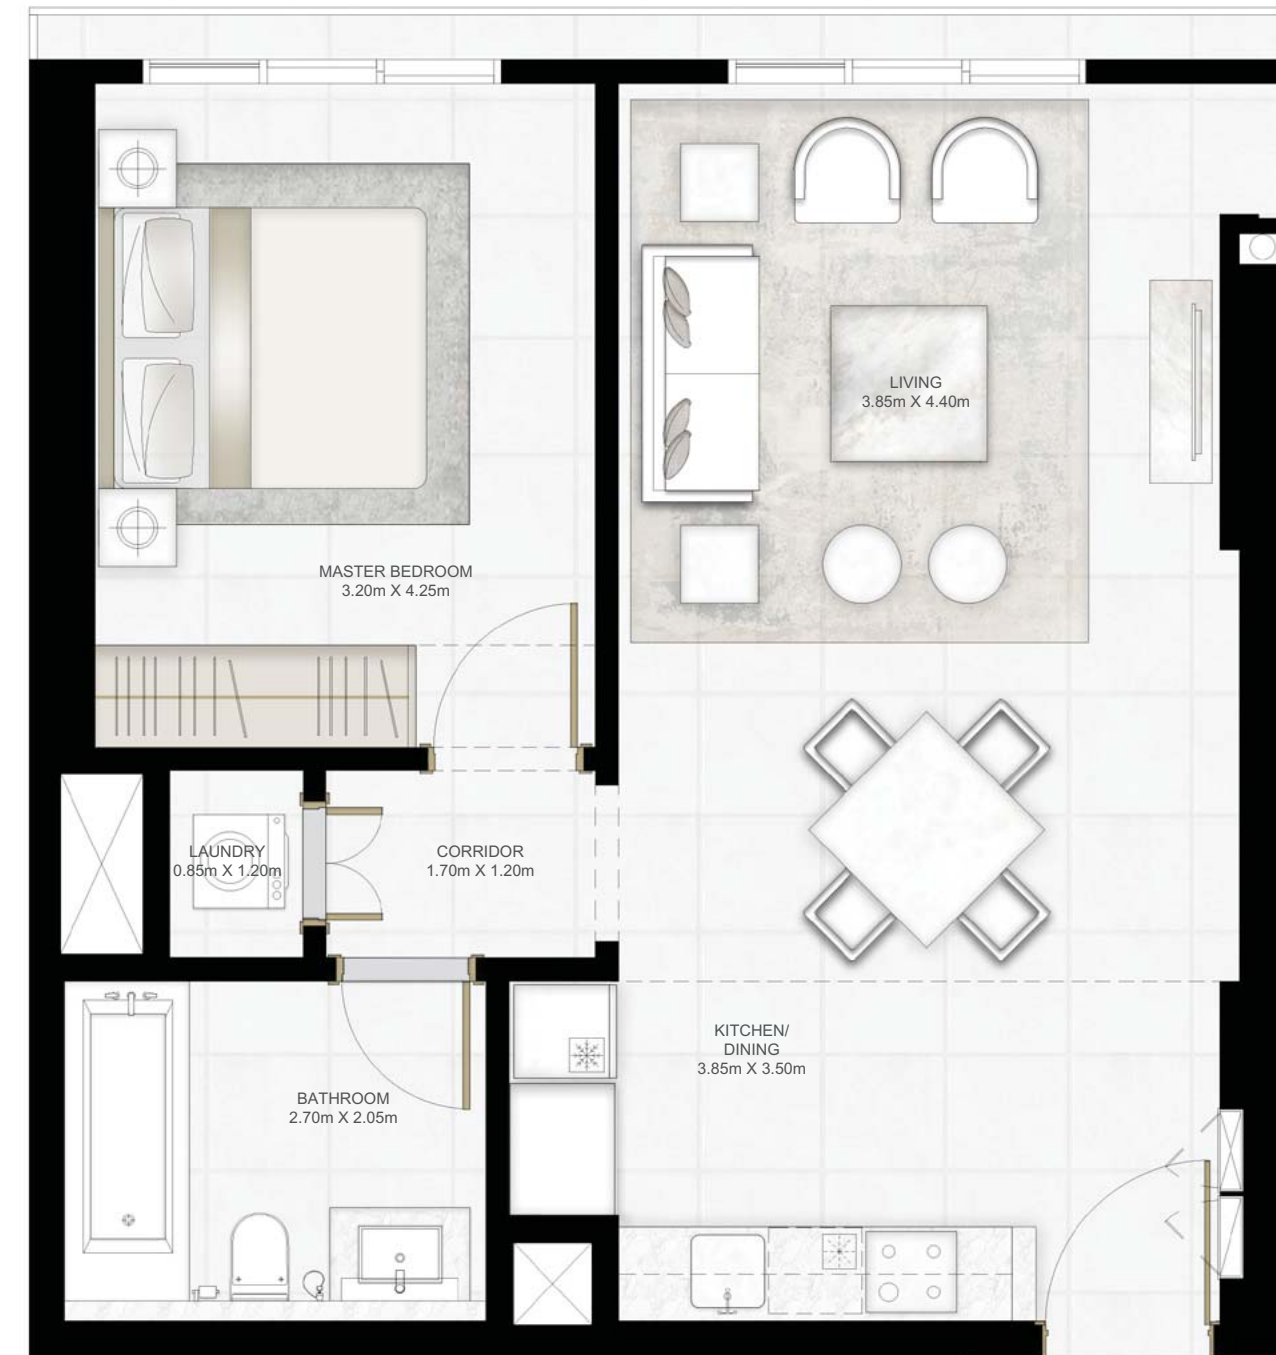 LIVING
3.85m X 4.40m
MASTER BEDROOM
3.20m X 4.25m
LAUNDRY
0.85m X 1.20m
CORRIDOR
1.70m X 1.20m
KITCHEN/
DINING
3.85m X 3.50m
BATHROOM
2.70m X 2.05m